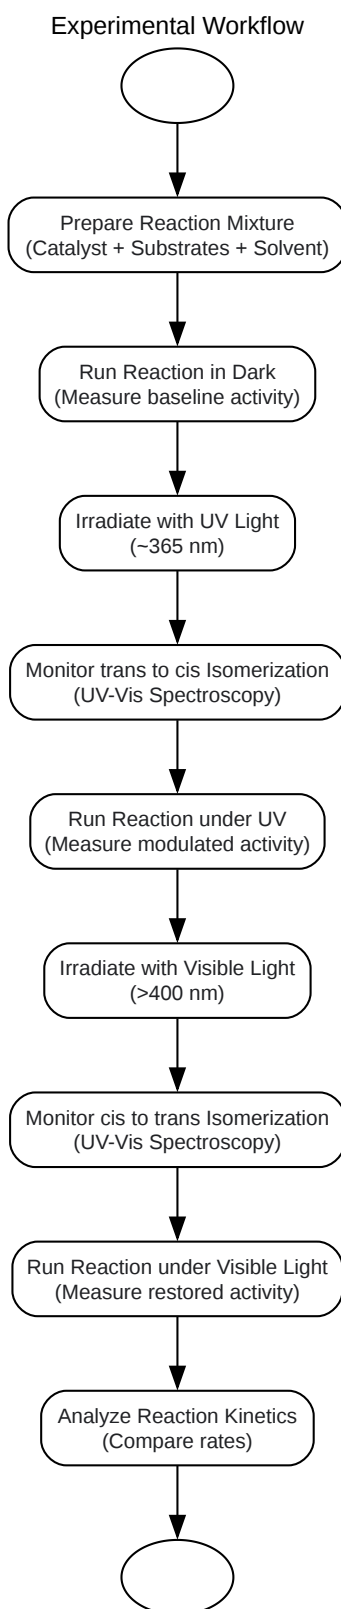 Experimental Workflow
Prepare Reaction Mixture
(Catalyst + Substrates + Solvent)
Run Reaction in Dark
(Measure baseline activity)
Irradiate with UV Light
(~365 nm)
Monitor trans to cis Isomerization
(UV-Vis Spectroscopy)
Run Reaction under UV
(Measure modulated activity)
Irradiate with Visible Light
(>400 nm)
Monitor cis to trans Isomerization
(UV-Vis Spectroscopy)
Run Reaction under Visible Light
(Measure restored activity)
Analyze Reaction Kinetics
(Compare rates)